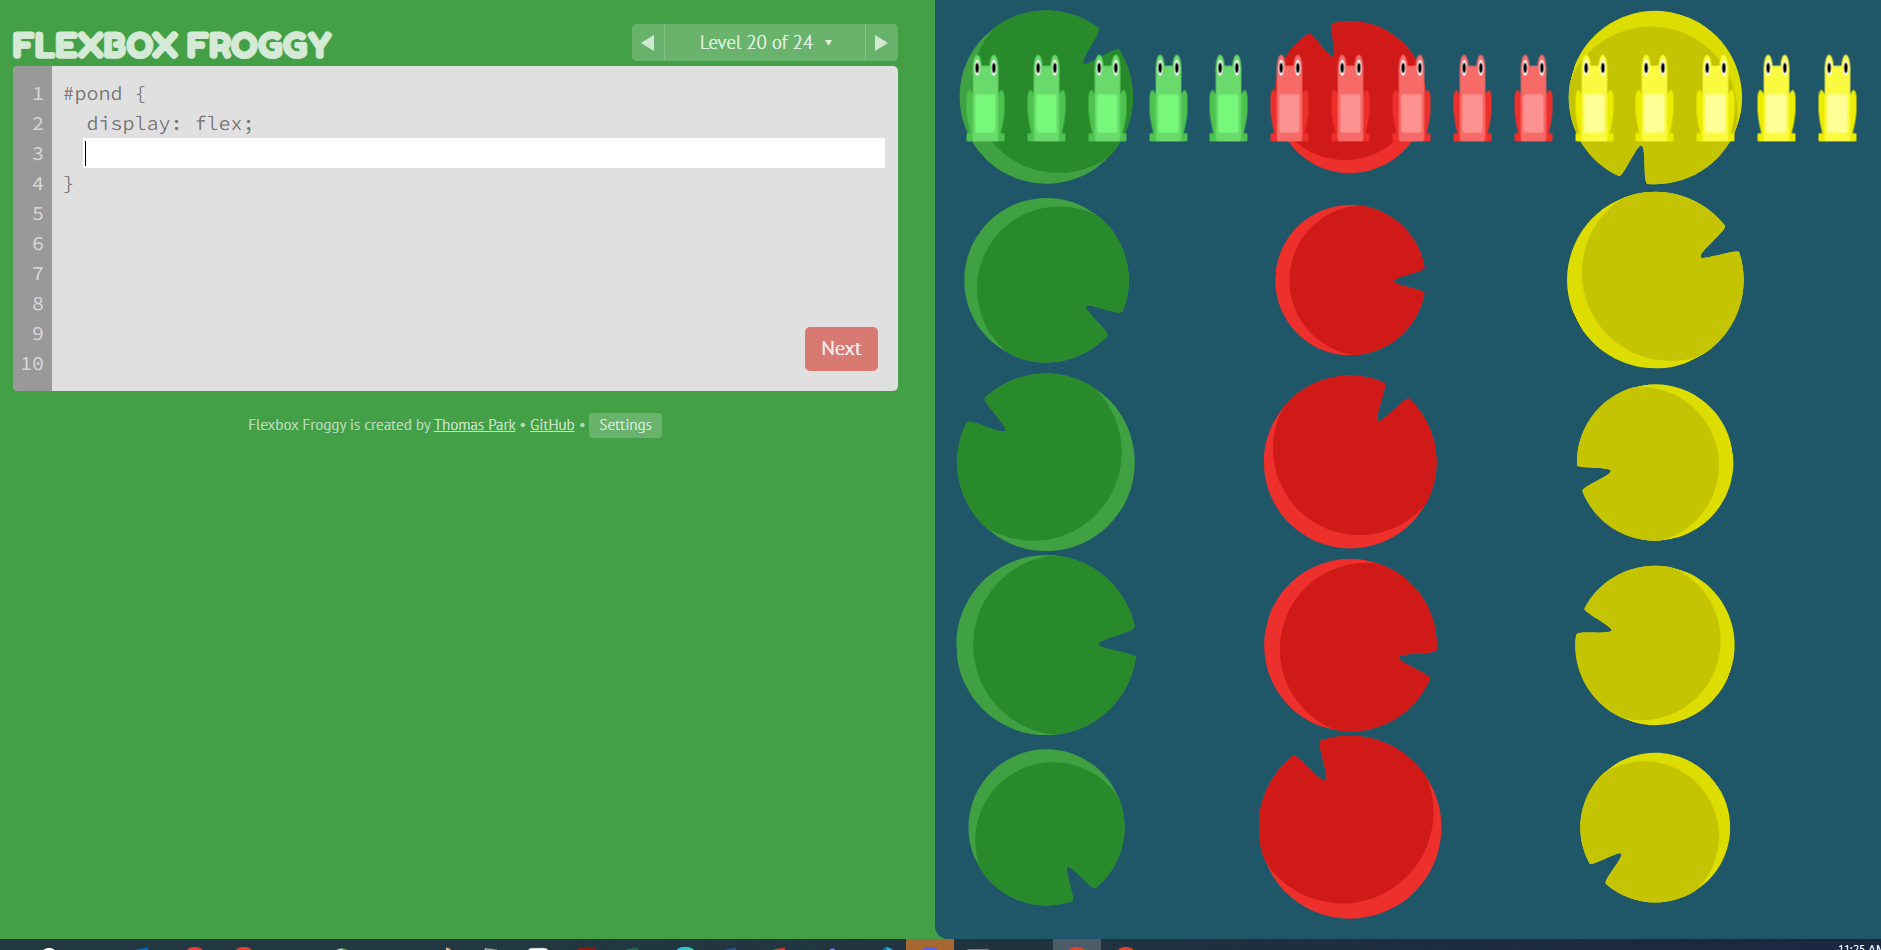 FLEXBOX FROGGY
◀ Level 20 of 24 ▼ ▶
1 #pond {
2 display: flex;
3
4 }
5
6
7
8
9
10
Next
Flexbox Froggy is created by Thomas Park • GitHub • Settings